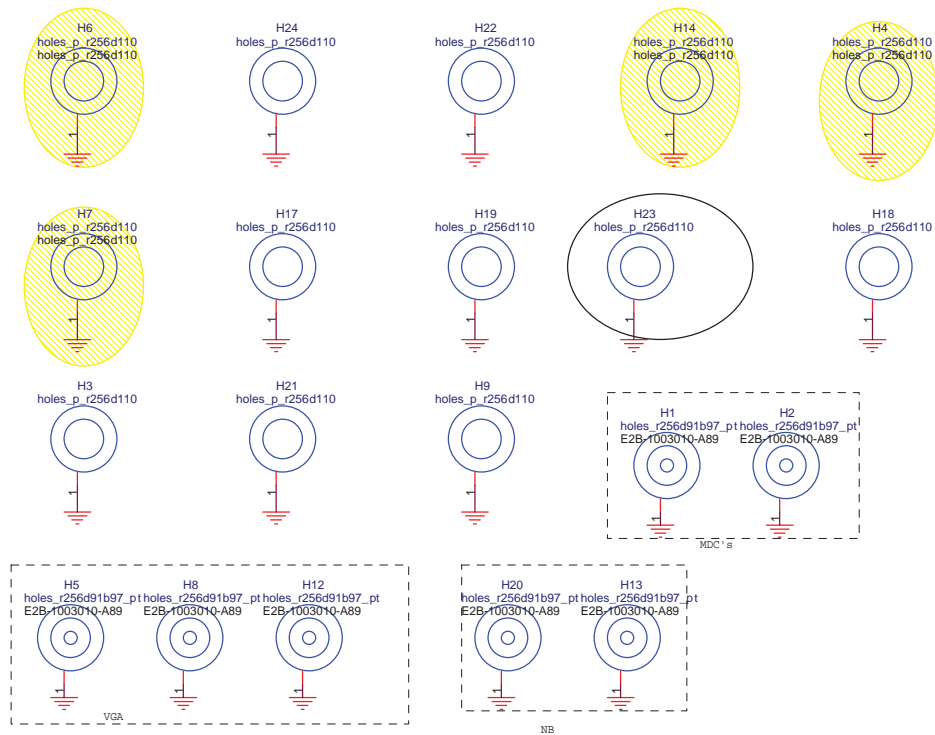 H6
holes_p_r256d110
holes_p_r256d110
1
H24
holes_p_r256d110
1
H22
holes_p_r256d110
1
H14
holes_p_r256d110
holes_p_r256d110
1
H4
holes_p_r256d110
holes_p_r256d110
1
H7
holes_p_r256d110
holes_p_r256d110
1
H17
holes_p_r256d110
1
H19
holes_p_r256d110
1
H23
holes_p_r256d110
1
H18
holes_p_r256d110
1
H3
holes_p_r256d110
1
H21
holes_p_r256d110
1
H9
holes_p_r256d110
1
H1
holes_r256d91b97_pt
E2B-1003010-A89
1
H2
holes_r256d91b97_pt
E2B-1003010-A89
1
MDC's
H5
holes_r256d91b97_pt
E2B-1003010-A89
1
H8
holes_r256d91b97_pt
E2B-1003010-A89
1
H12
holes_r256d91b97_pt
E2B-1003010-A89
1
VGA
H20
holes_r256d91b97_pt
E2B-1003010-A89
1
H13
holes_r256d91b97_pt
E2B-1003010-A89
1
NB